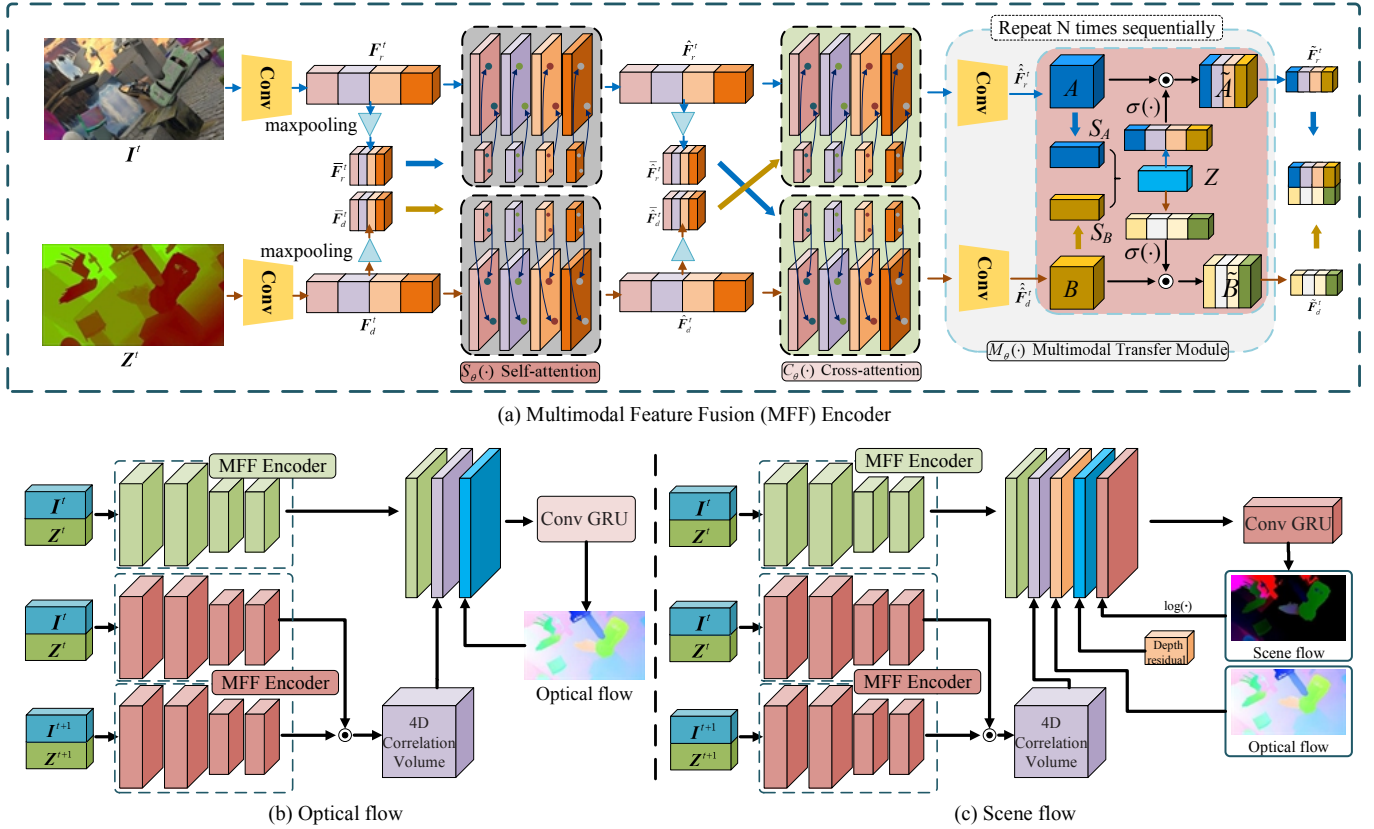 Repeat N times sequentially
I^t
Conv
F_r^t
maxpooling
F̄_r^t
F̄_d^t
maxpooling
Z^t
Conv
F_d^t
S_θ(·) Self-attention
F̂_r^t
F̂̄_r^t
F̂̄_d^t
F̂_d^t
C_θ(·) Cross-attention
Conv
F̂̂_r^t
A
S_A
σ(·)
Ã
F̃_r^t
Z
S_B
σ(·)
Conv
F̂̂_d^t
B
B̃
F̃_d^t
M_θ(·) Multimodal Transfer Module
(a) Multimodal Feature Fusion (MFF) Encoder
MFF Encoder
I^t
Z^t
Conv GRU
I^t
Z^t
MFF Encoder
Optical flow
I^{t+1}
Z^{t+1}
4D
Correlation
Volume
(b) Optical flow
MFF Encoder
I^t
Z^t
Conv GRU
I^t
Z^t
log(·)
Depth
residual
Scene flow
MFF Encoder
I^{t+1}
Z^{t+1}
4D
Correlation
Volume
Optical flow
(c) Scene flow